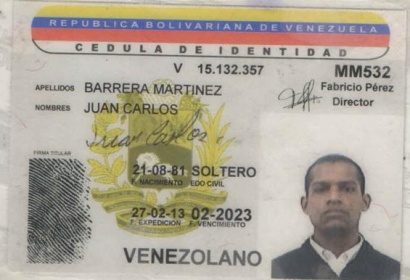 REPUBLICA BOLIVARIANA DE VENEZUELA
CEDULA DE IDENTIDAD
V 15.132.357
MM532
APELLIDOS BARRERA MARTINEZ
Fabricio Pérez
NOMBRES JUAN CARLOS
Director
Juan Carlos
FIRMA TITULAR
21-08-81 SOLTERO
F. NACIMIENTO EDO CIVIL
27-02-13 02-2023
F. EXPEDICION F. VENCIMIENTO
VENEZOLANO